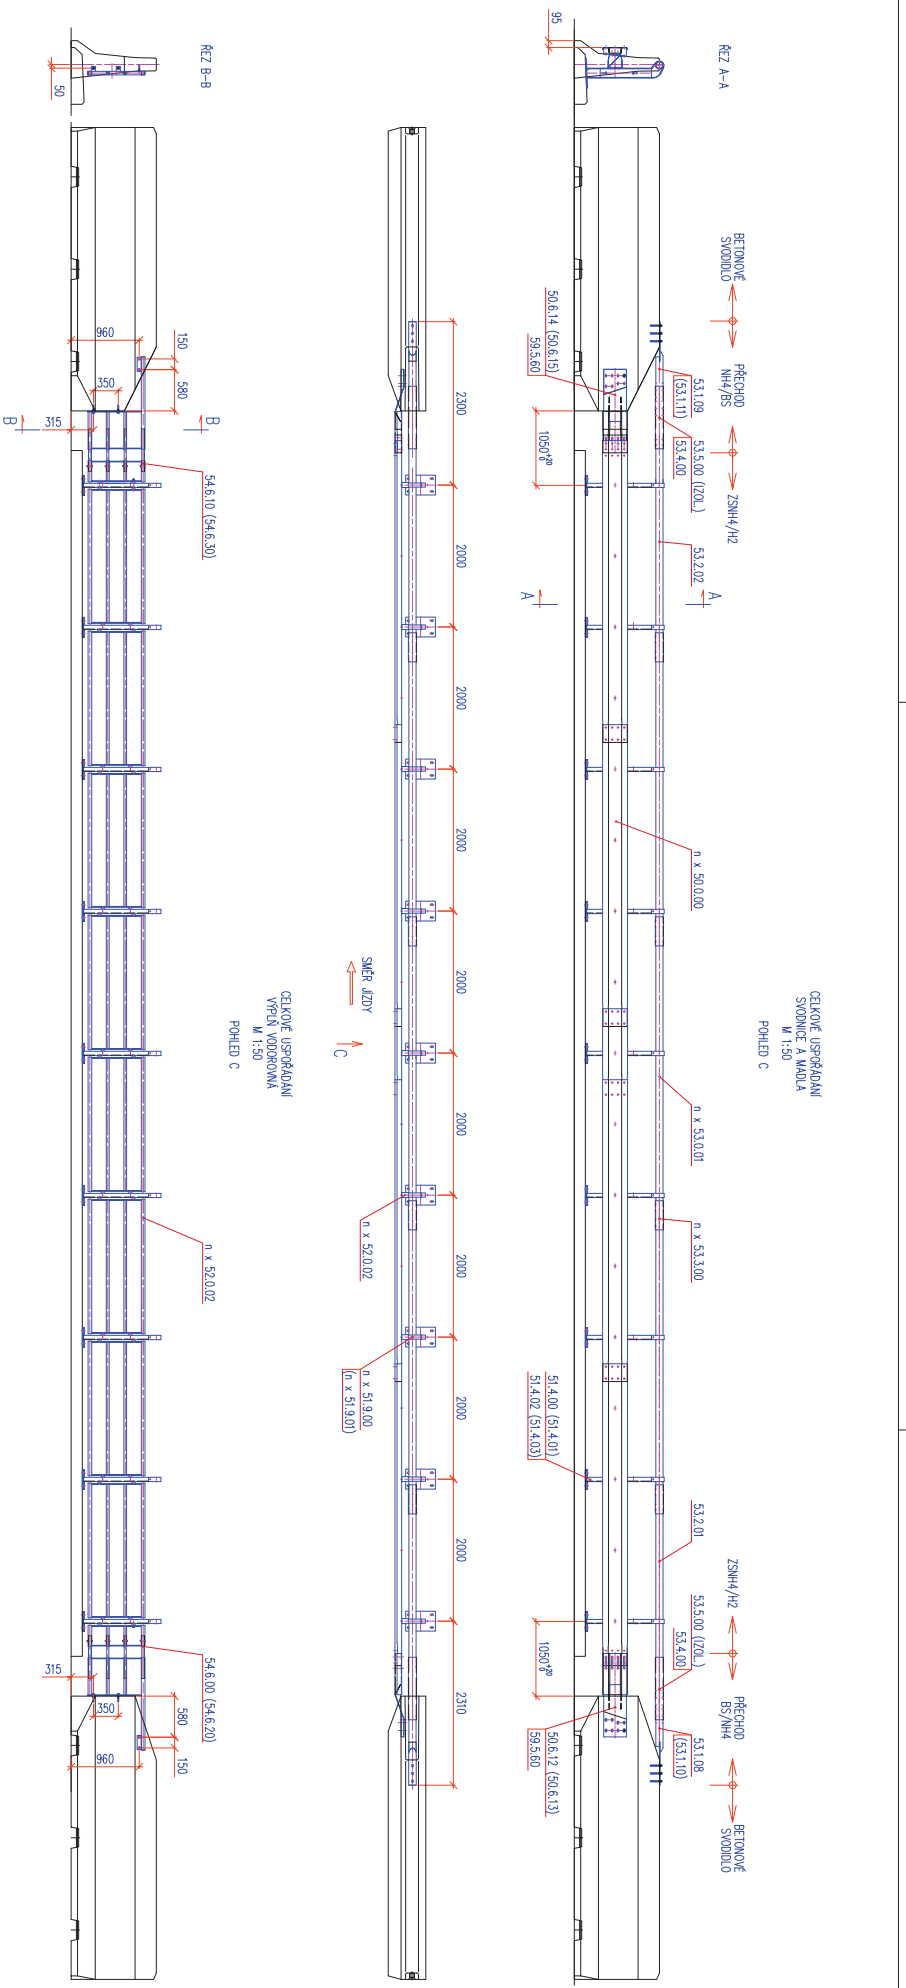 ŘEZ A-A
95
BETONOVÉ
SVODIDLO
PŘECHOD
NH4/BS
ZSNH4/H2
53.1.09
(53.1.11)
53.5.00 (IZOL.)
53.4.00
53.2.02
50.6.14 (50.6.15)
59.5.60
1050 +20
0
A
A
n x 50.0.00
CELKOVÉ USPOŘÁDÁNÍ
SVODNICE A MADLA
M 1:50
POHLED C
n x 53.0.01
n x 53.3.00
51.4.00 (51.4.01)
51.4.02 (51.4.03)
53.2.01
ZSNH4/H2
53.5.00 (IZOL.)
53.4.00
PŘECHOD
BS/NH4
53.1.08
(53.1.10)
BETONOVÉ
SVODIDLO
1050 +20
0
50.6.12 (50.6.13)
59.5.60
2300
2000
2000
2000
2000
2000
2000
2000
2000
2310
SMĚR JÍZDY
C
n x 52.0.02
n x 51.9.00
(n x 51.9.01)
CELKOVÉ USPOŘÁDÁNÍ
VÝPLŇ VODOROVNÁ
M 1:50
POHLED C
ŘEZ B-B
50
150
580
960
350
315
B
B
54.6.10 (54.6.30)
n x 52.0.02
54.6.00 (54.6.20)
315
350
580
150
960